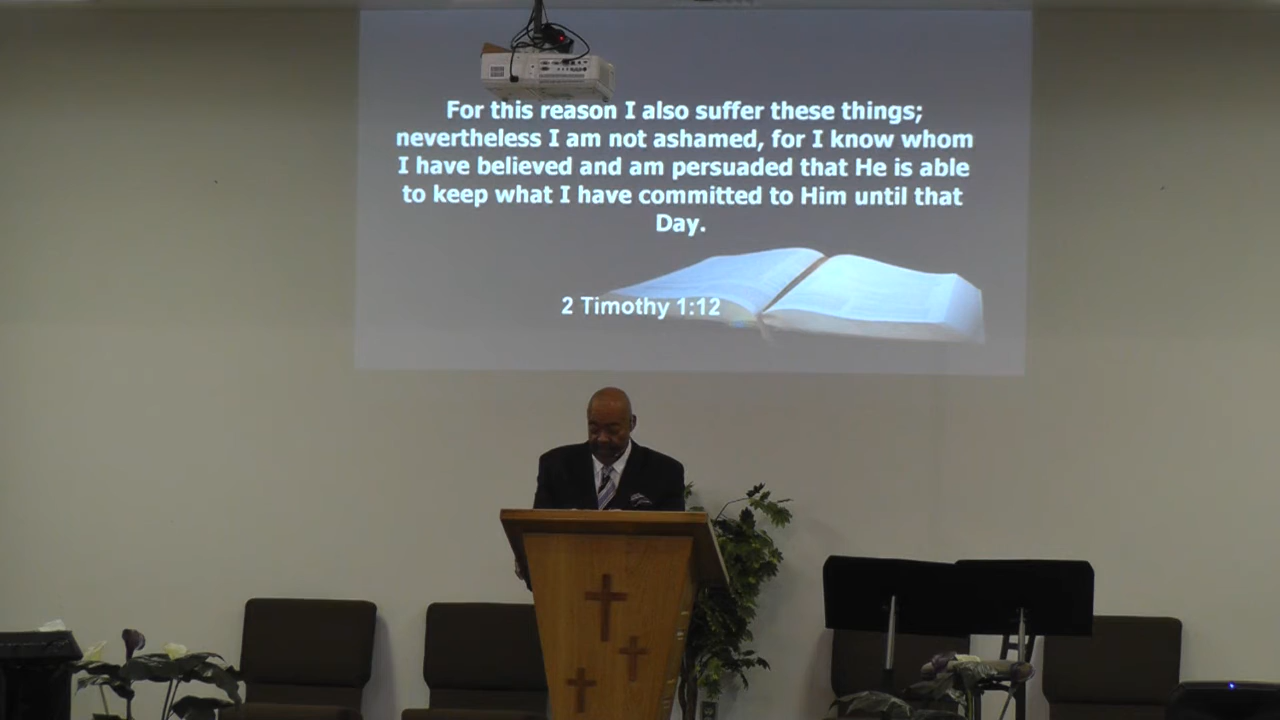 For this reason I also suffer these things;
nevertheless I am not ashamed, for I know whom
I have believed and am persuaded that He is able
to keep what I have committed to Him until that
Day.
2 Timothy 1:12